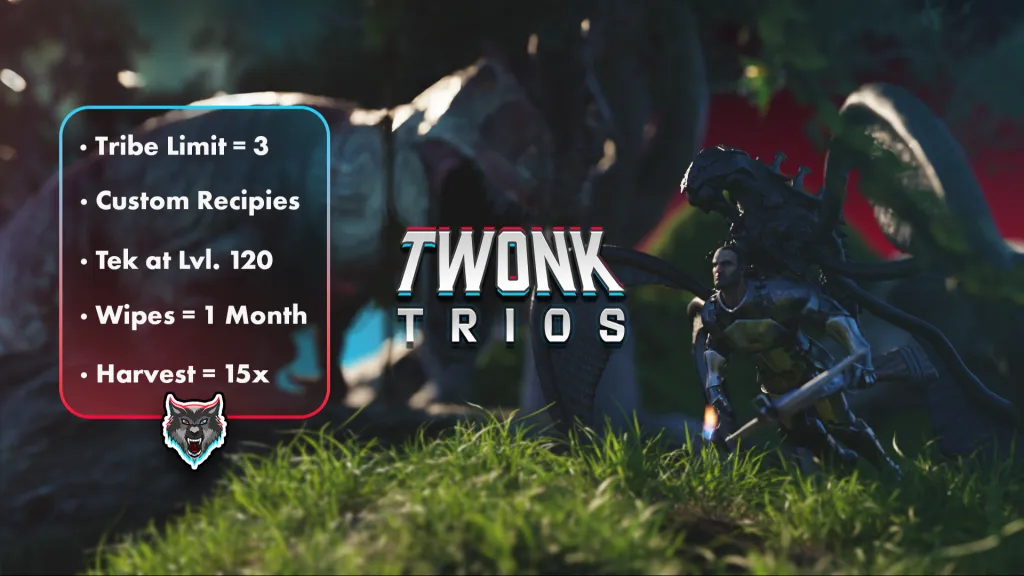 • Tribe Limit = 3
• Custom Recipies
• Tek at Lvl. 120
• Wipes = 1 Month
• Harvest = 15x
TWONK
TRIOS